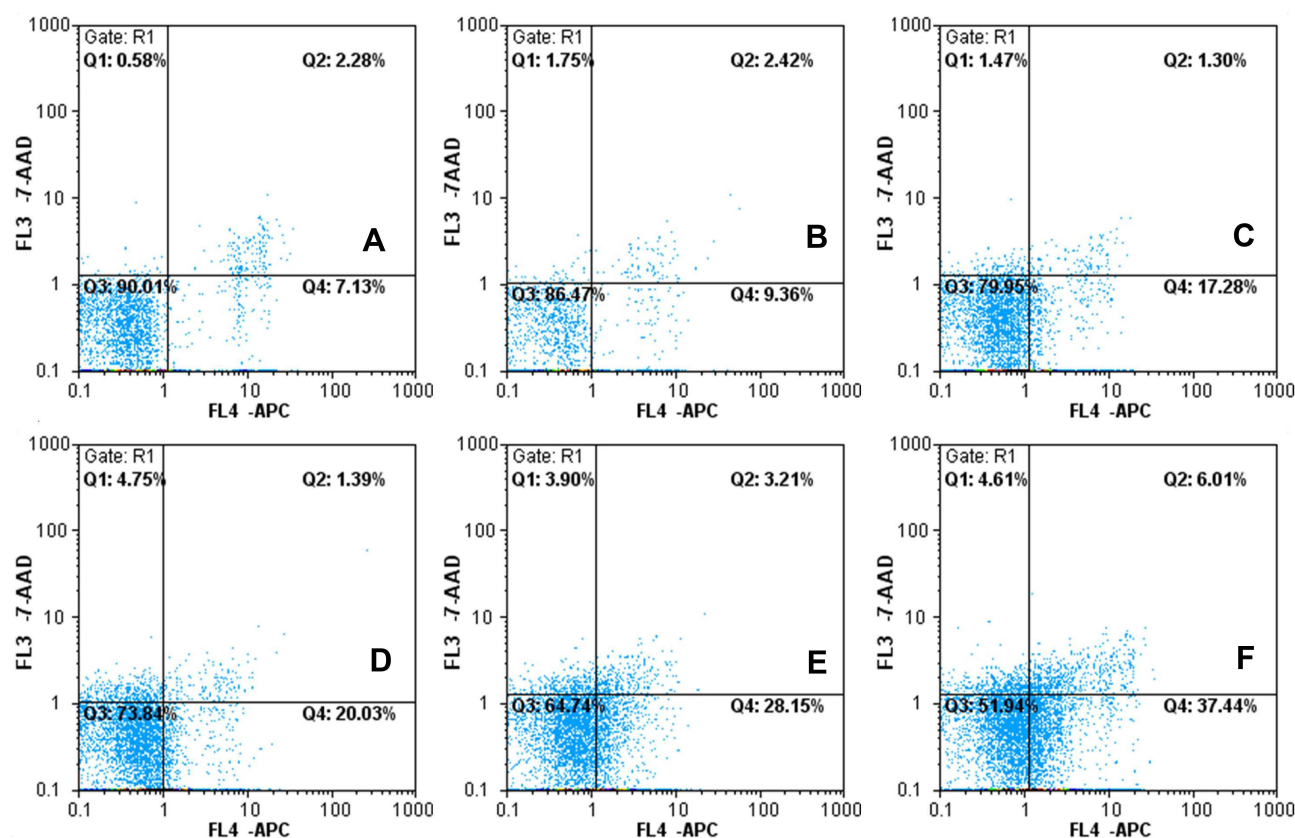 1000
Gate: R1
Q1: 0.58% Q2: 2.28%
100
10
A
1
Q3: 90.01% Q4: 7.13%
0.1
0.1 1 10 100 1000
FL4 -APC
FL3 -7-AAD
1000
Gate: R1
Q1: 1.75% Q2: 2.42%
100
10
B
1
Q3: 86.47% Q4: 9.36%
0.1
0.1 1 10 100 1000
FL4 -APC
FL3 -7AAD
1000
Gate: R1
Q1: 1.47% Q2: 1.30%
100
10
C
1
Q3: 79.95% Q4: 17.28%
0.1
0.1 1 10 100 1000
FL4 -APC
FL3 -7-AAD
1000
Gate: R1
Q1: 4.75% Q2: 1.39%
100
10
D
1
Q3: 73.84% Q4: 20.03%
0.1
0.1 1 10 100 1000
FL4 -APC
FL3 -7-AAD
1000
Gate: R1
Q1: 3.90% Q2: 3.21%
100
10
E
1
Q3: 64.74% Q4: 28.15%
0.1
0.1 1 10 100 1000
FL4 -APC
FL3 -7-AAD
1000
Gate: R1
Q1: 4.61% Q2: 6.01%
100
10
F
1
Q3: 51.94% Q4: 37.44%
0.1
0.1 1 10 100 1000
FL4 -APC
FL3 -7-AAD